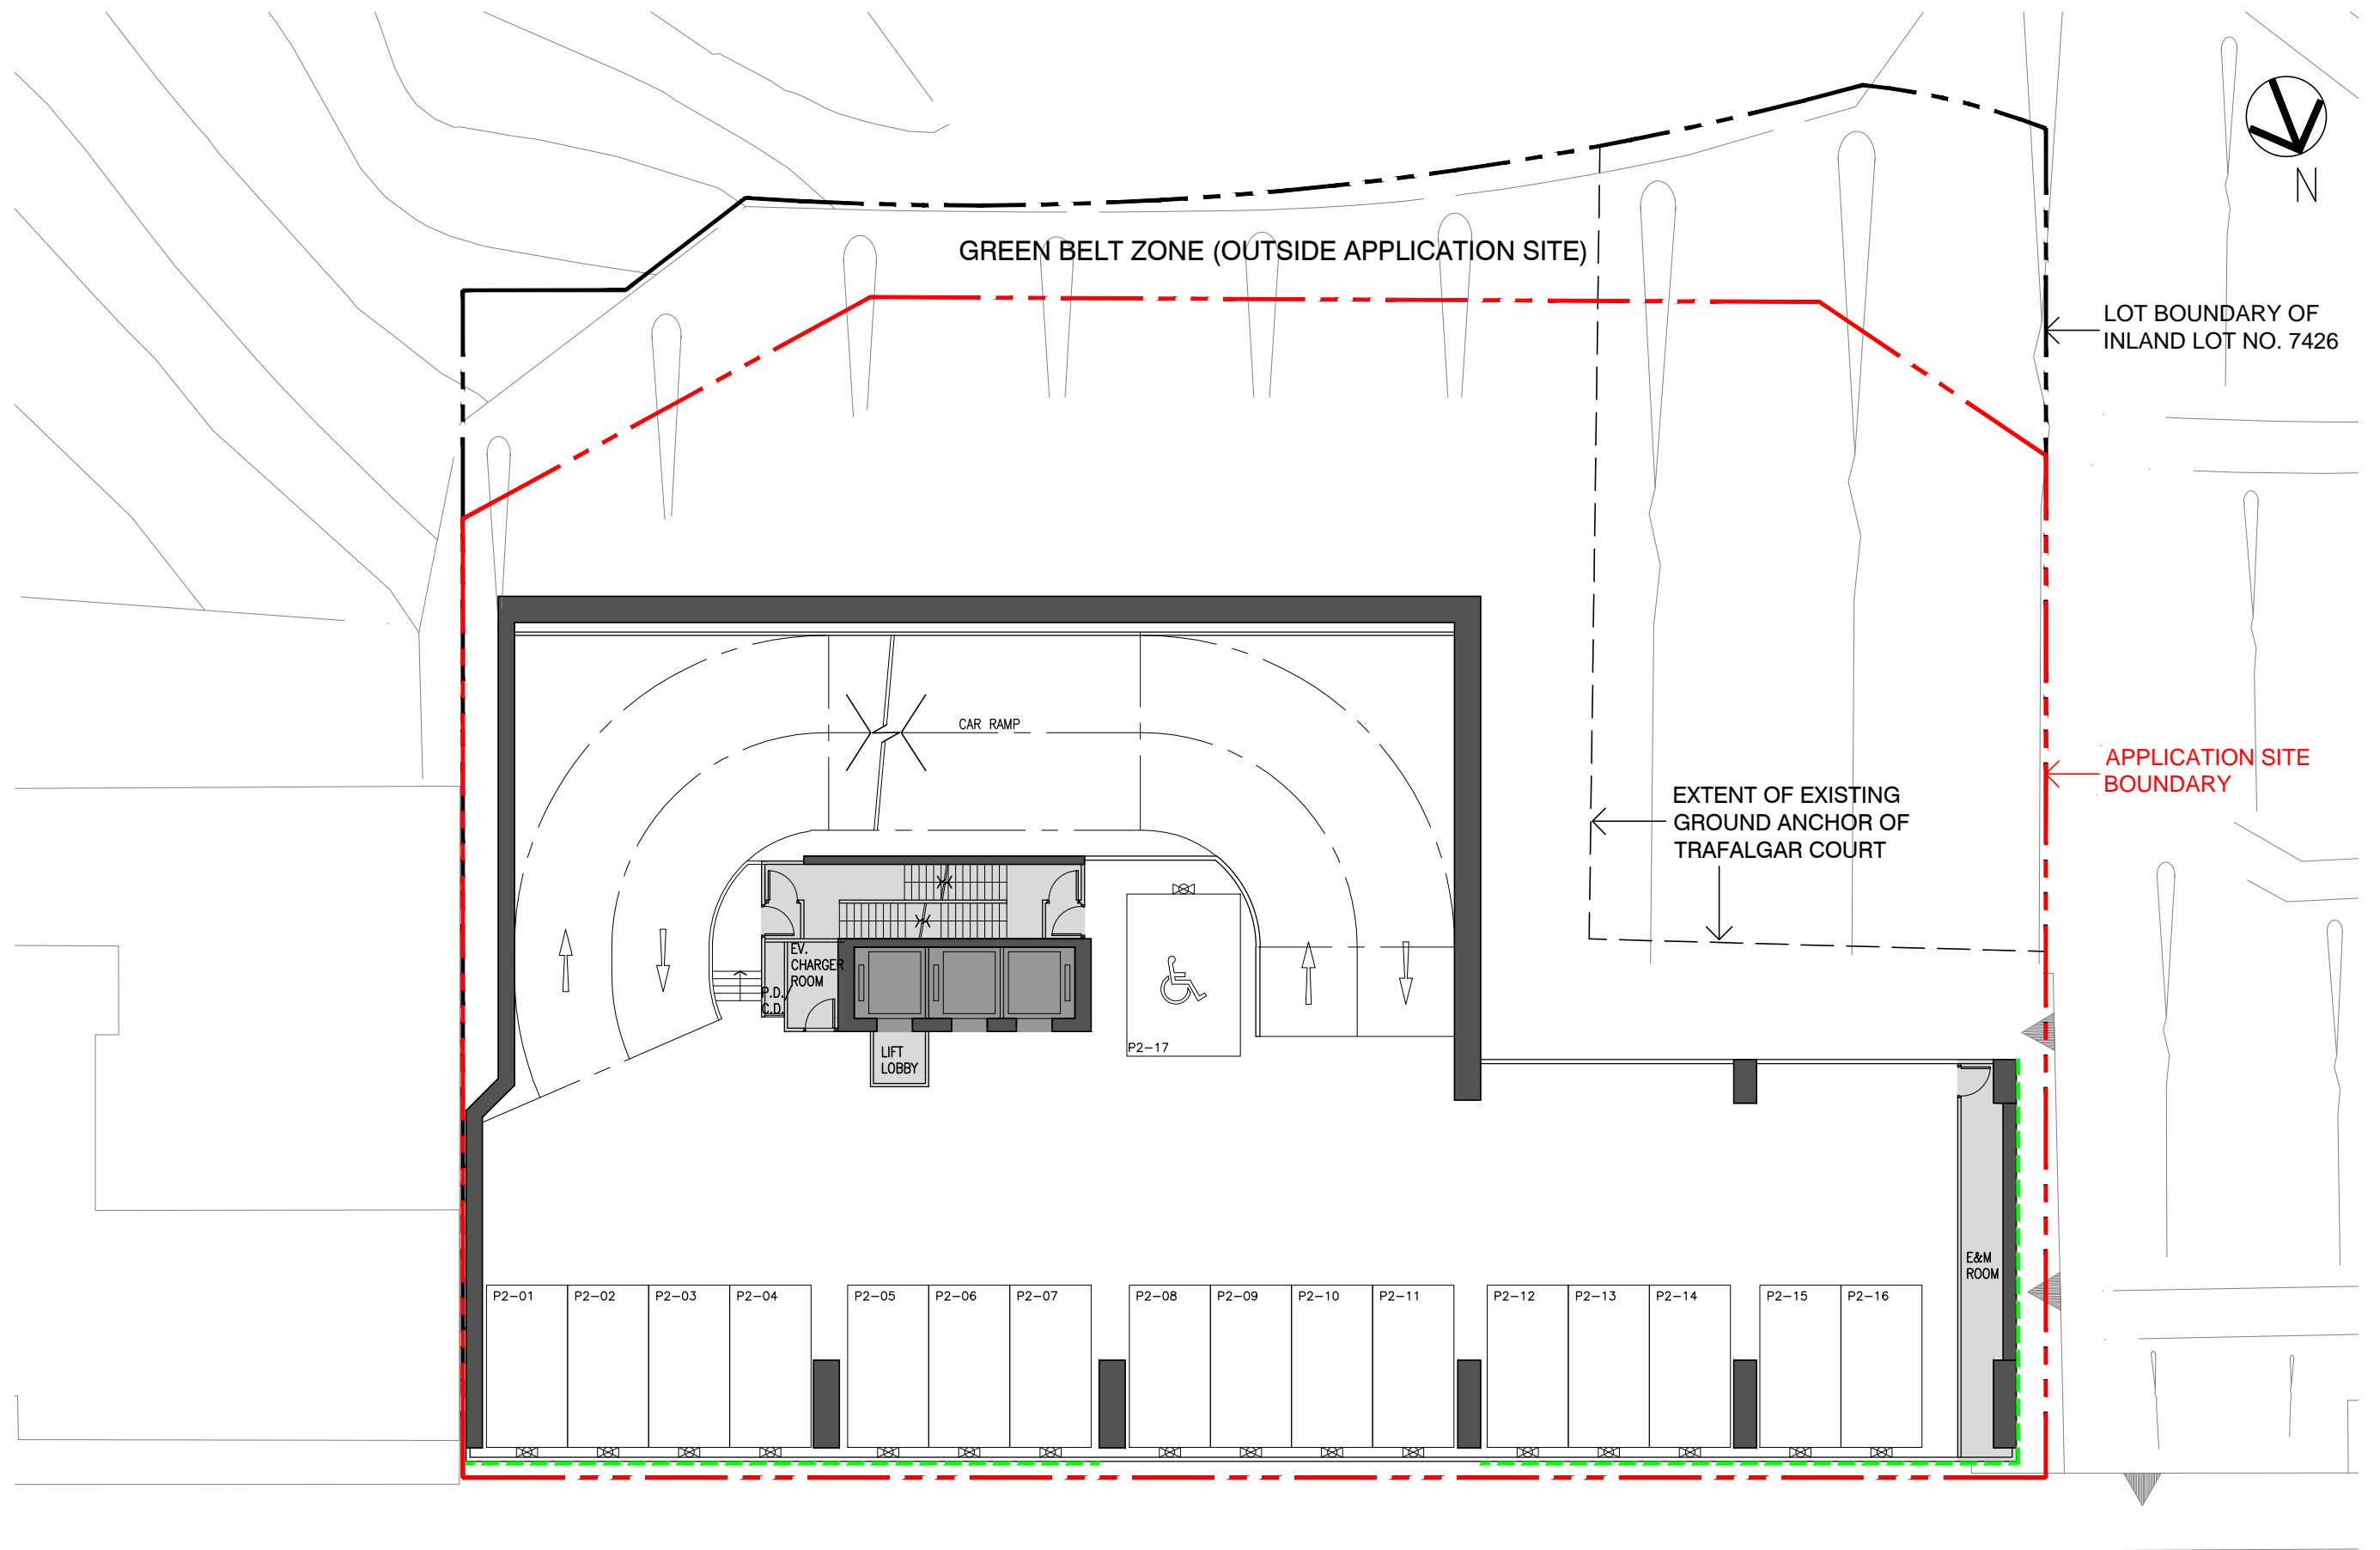 N
GREEN BELT ZONE (OUTSIDE APPLICATION SITE)
LOT BOUNDARY OF
INLAND LOT NO. 7426
CAR RAMP
APPLICATION SITE
BOUNDARY
EXTENT OF EXISTING
GROUND ANCHOR OF
TRAFALGAR COURT
EV.
CHARGER
ROOM
P.D./
C.D.
LIFT
LOBBY
P2-17
E&M
ROOM
P2-01
P2-02
P2-03
P2-04
P2-05
P2-06
P2-07
P2-08
P2-09
P2-10
P2-11
P2-12
P2-13
P2-14
P2-15
P2-16